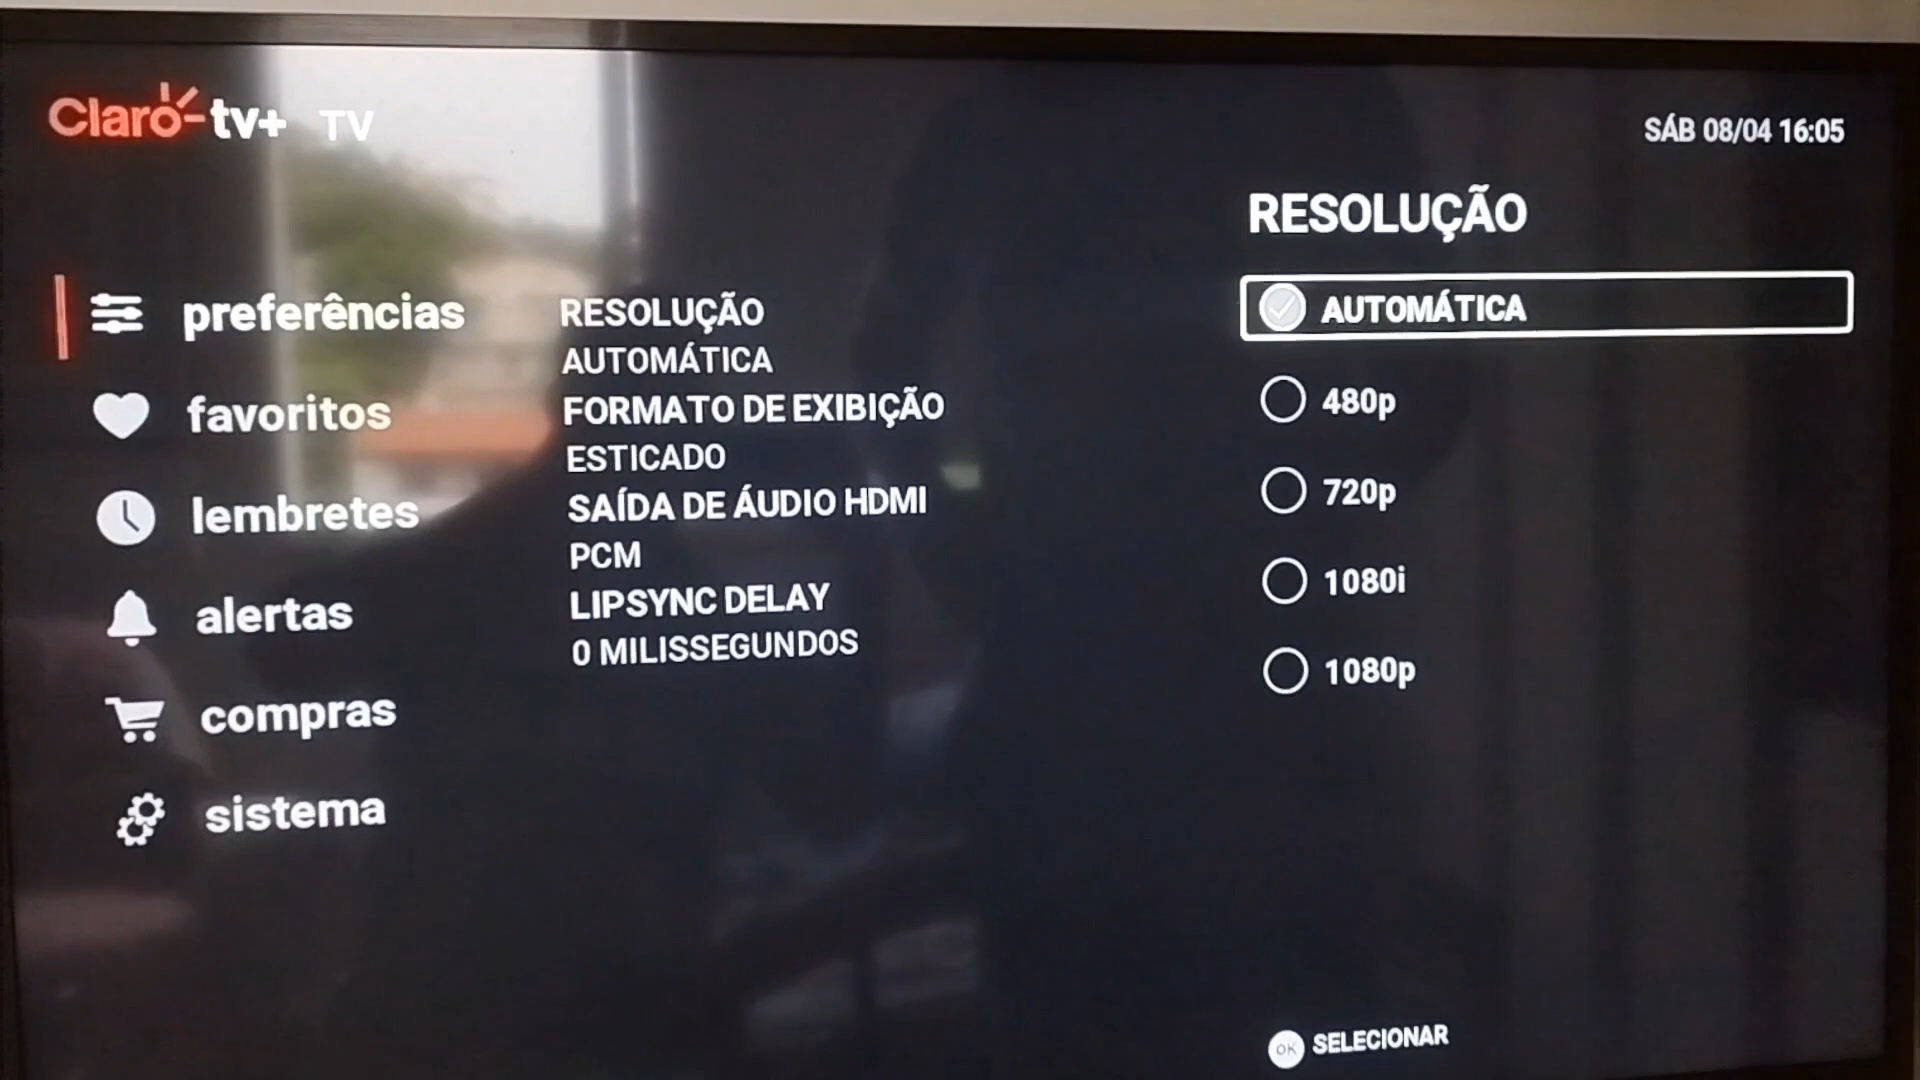 Claro tv+ TV
SÁB 08/04 16:05
preferências
favoritos
lembretes
alertas
compras
sistema
RESOLUÇÃO
AUTOMÁTICA
FORMATO DE EXIBIÇÃO
ESTICADO
SAÍDA DE ÁUDIO HDMI
PCM
LIPSYNC DELAY
0 MILISSEGUNDOS
RESOLUÇÃO
AUTOMÁTICA
480p
720p
1080i
1080p
OK SELECIONAR